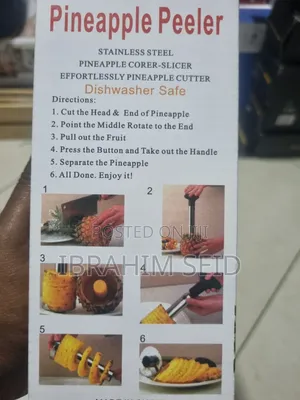 Pineapple Peeler
STAINLESS STEEL
PINEAPPLE CORER-SLICER
EFFORTLESSLY PINEAPPLE CUTTER
Dishwasher Safe
Directions:
1. Cut the Head & End of Pineapple
2. Point the Middle Rotate to the End
3. Pull out the Fruit
4. Press the Button and Take out the Handle
5. Separate the Pineapple
6. All Done. Enjoy it!
1
2
POSTED ON JIJI
IBRAHIM SEID
3
4
5
6